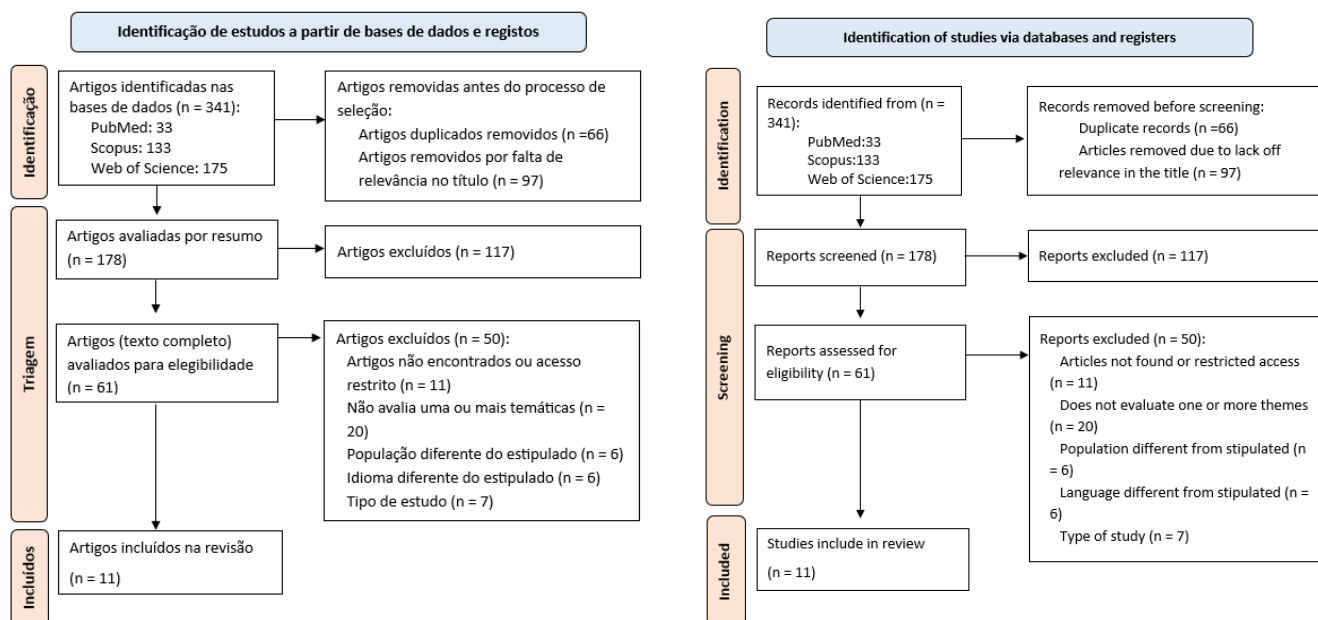 Identificação de estudos a partir de bases de dados e registos
Identificação
Artigos identificadas nas
bases de dados (n = 341):
PubMed: 33
Scopus: 133
Web of Science: 175
Artigos removidas antes do processo de
seleção:
Artigos duplicados removidos (n =66)
Artigos removidos por falta de
relevância no título (n = 97)
Triagem
Artigos avaliadas por resumo
(n = 178)
Artigos excluídos (n = 117)
Artigos (texto completo)
avaliados para elegibilidade
(n = 61)
Artigos excluídos (n = 50):
Artigos não encontrados ou acesso
restrito (n = 11)
Não avalia uma ou mais temáticas (n =
20)
População diferente do estipulado (n = 6)
Idioma diferente do estipulado (n = 6)
Tipo de estudo (n = 7)
Incluídos
Artigos incluídos na revisão
(n = 11)
Identification of studies via databases and registers
Identification
Records identified from (n =
341):
PubMed:33
Scopus:133
Web of Science:175
Records removed before screening:
Duplicate records (n =66)
Articles removed due to lack off
relevance in the title (n = 97)
Screening
Reports screened (n = 178)
Reports excluded (n = 117)
Reports assessed for
eligibility (n = 61)
Reports excluded (n = 50):
Articles not found or restricted access
(n = 11)
Does not evaluate one or more themes
(n = 20)
Population different from stipulated (n
= 6)
Language different from stipulated (n =
6)
Type of study (n = 7)
Included
Studies include in review
(n = 11)